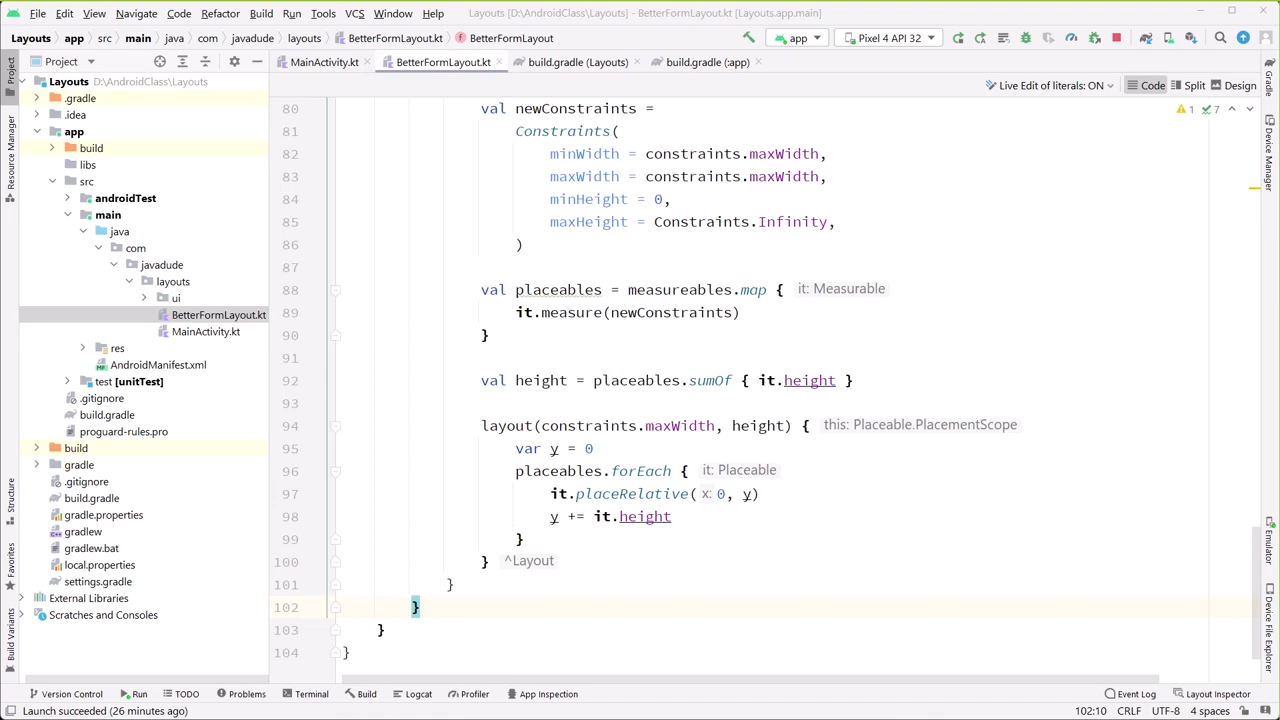 File Edit View Navigate Code Refactor Build Run Tools VCS Window Help Layouts [D:\AndroidClass\Layouts] - BetterFormLayout.kt [Layouts.app.main]
Layouts app src main java com javadude layouts BetterFormLayout.kt BetterFormLayout app Pixel 4 API 32
Project MainActivity.kt BetterFormLayout.kt build.gradle (Layouts) build.gradle (:app)
Live Edit of literals: ON Code Split Design
1 7
Project
Resource Manager
Structure
Favorites
Build Variants
Layouts D:\AndroidClass\Layouts
.gradle
.idea
app
build
libs
src
androidTest
main
java
com
javadude
layouts
ui
BetterFormLayout.kt
MainActivity.kt
res
AndroidManifest.xml
test [unitTest]
.gitignore
build.gradle
proguard-rules.pro
build
gradle
.gitignore
build.gradle
gradle.properties
gradlew
gradlew.bat
local.properties
settings.gradle
External Libraries
Scratches and Consoles
80 val newConstraints =
81 Constraints(
82 minWidth = constraints.maxWidth,
83 maxWidth = constraints.maxWidth,
84 minHeight = 0,
85 maxHeight = Constraints.Infinity,
86 )
87
88 val placeables = measureables.map { it: Measurable
89 it.measure(newConstraints)
90 }
91
92 val height = placeables.sumOf { it.height }
93
94 layout(constraints.maxWidth, height) { this: Placeable.PlacementScope
95 var y = 0
96 placeables.forEach { it: Placeable
97 it.placeRelative( x: 0, y)
98 y += it.height
99 }
100 } ^Layout
101 }
102 }
103 }
104 }
Gradle
Device Manager
Emulator
Device File Explorer
Version Control Run TODO Problems Terminal Build Logcat Profiler App Inspection Event Log Layout Inspector
Launch succeeded (26 minutes ago) 102:10 CRLF UTF-8 4 spaces